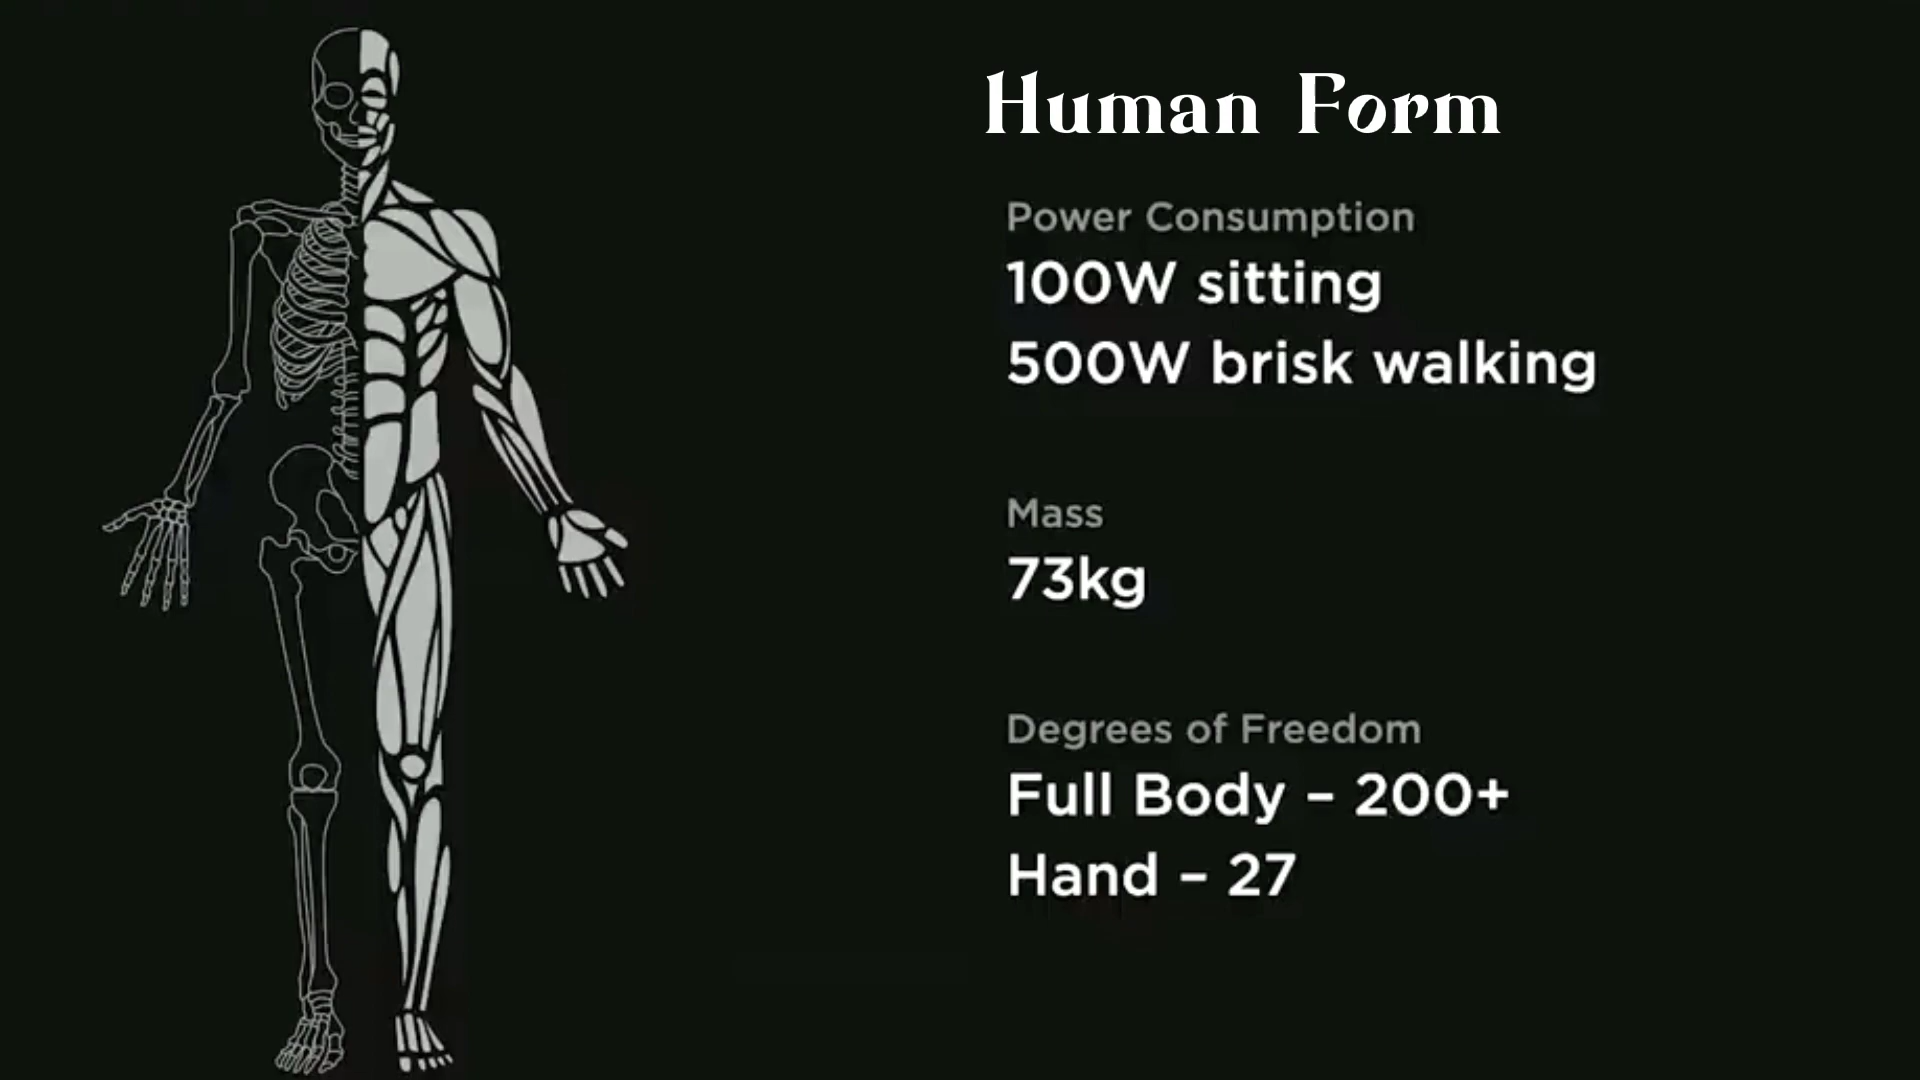 Human Form
Power Consumption
100W sitting
500W brisk walking
Mass
73kg
Degrees of Freedom
Full Body – 200+
Hand – 27